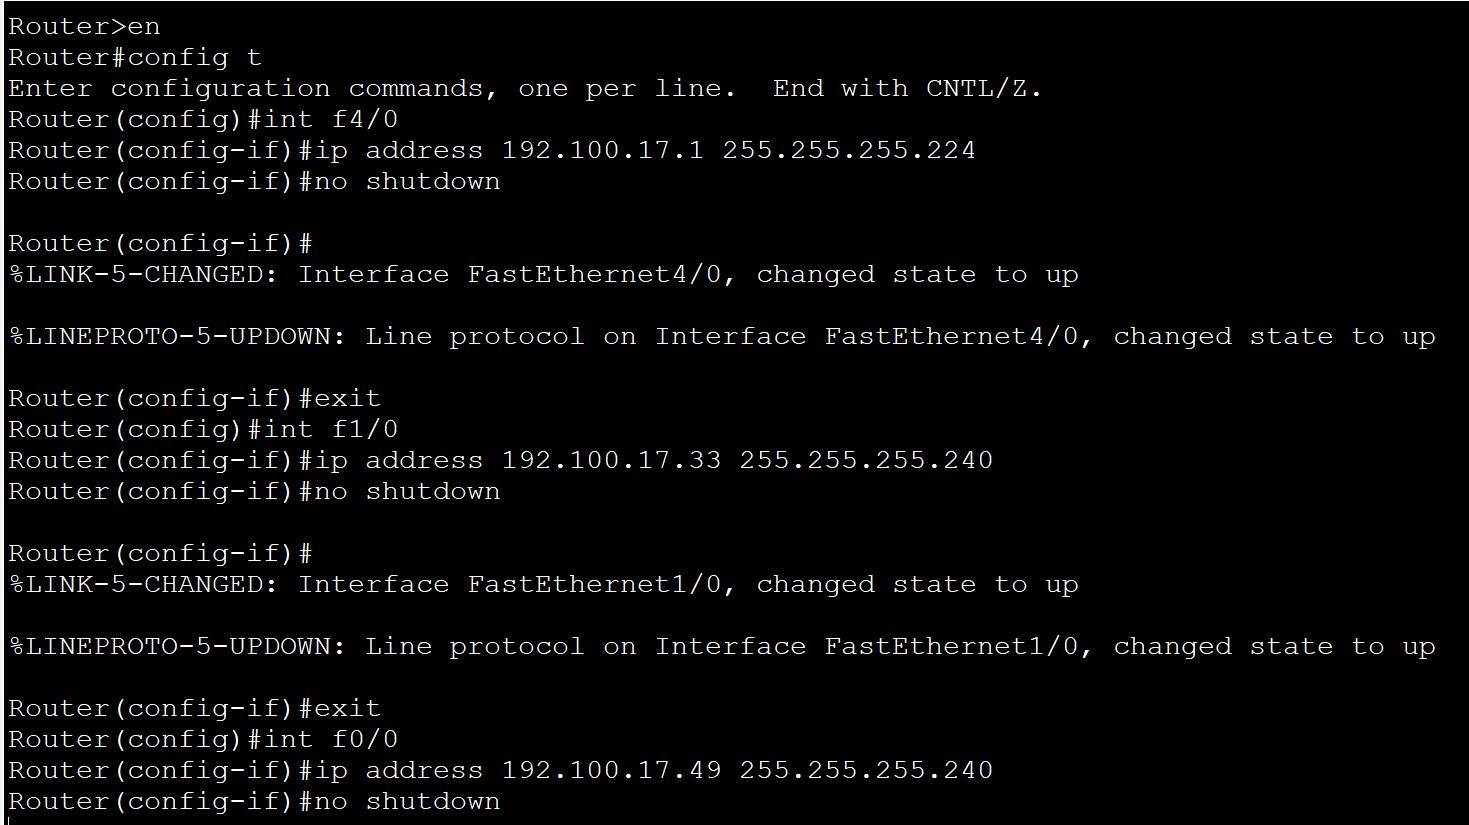 Router>en
Router#config t
Enter configuration commands, one per line.  End with CNTL/Z.
Router(config)#int f4/0
Router(config-if)#ip address 192.100.17.1 255.255.255.224
Router(config-if)#no shutdown
Router(config-if)#
%LINK-5-CHANGED: Interface FastEthernet4/0, changed state to up
%LINEPROTO-5-UPDOWN: Line protocol on Interface FastEthernet4/0, changed state to up
Router(config-if)#exit
Router(config)#int f1/0
Router(config-if)#ip address 192.100.17.33 255.255.255.240
Router(config-if)#no shutdown
Router(config-if)#
%LINK-5-CHANGED: Interface FastEthernet1/0, changed state to up
%LINEPROTO-5-UPDOWN: Line protocol on Interface FastEthernet1/0, changed state to up
Router(config-if)#exit
Router(config)#int f0/0
Router(config-if)#ip address 192.100.17.49 255.255.255.240
Router(config-if)#no shutdown